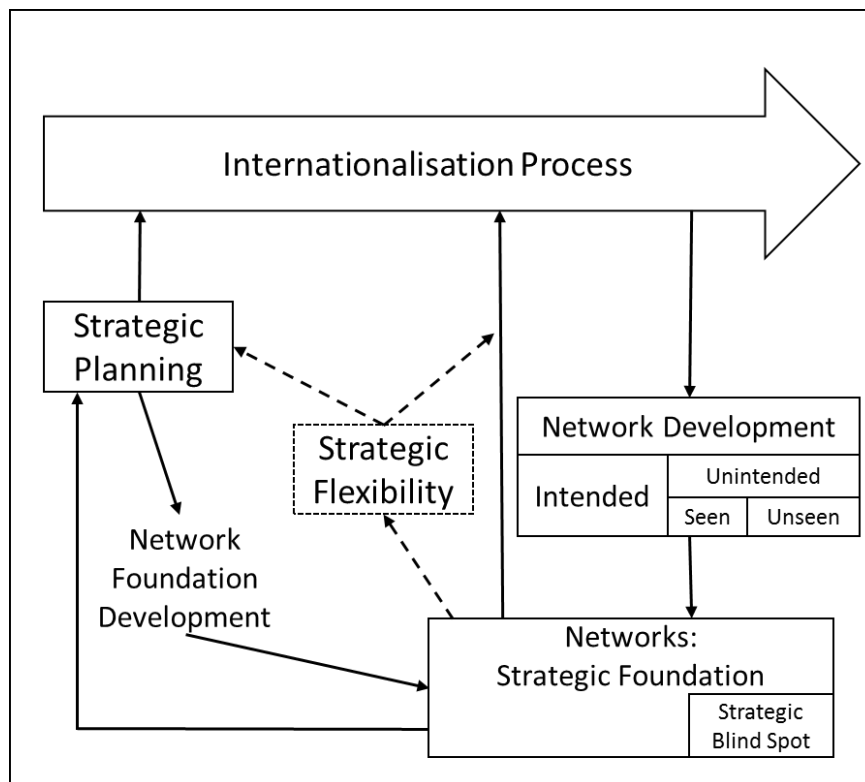 Internationalisation Process
Strategic
Planning
Strategic
Flexibility
Network Development
Intended
Unintended
Seen
Unseen
Network
Foundation
Development
Networks:
Strategic Foundation
Strategic
Blind Spot